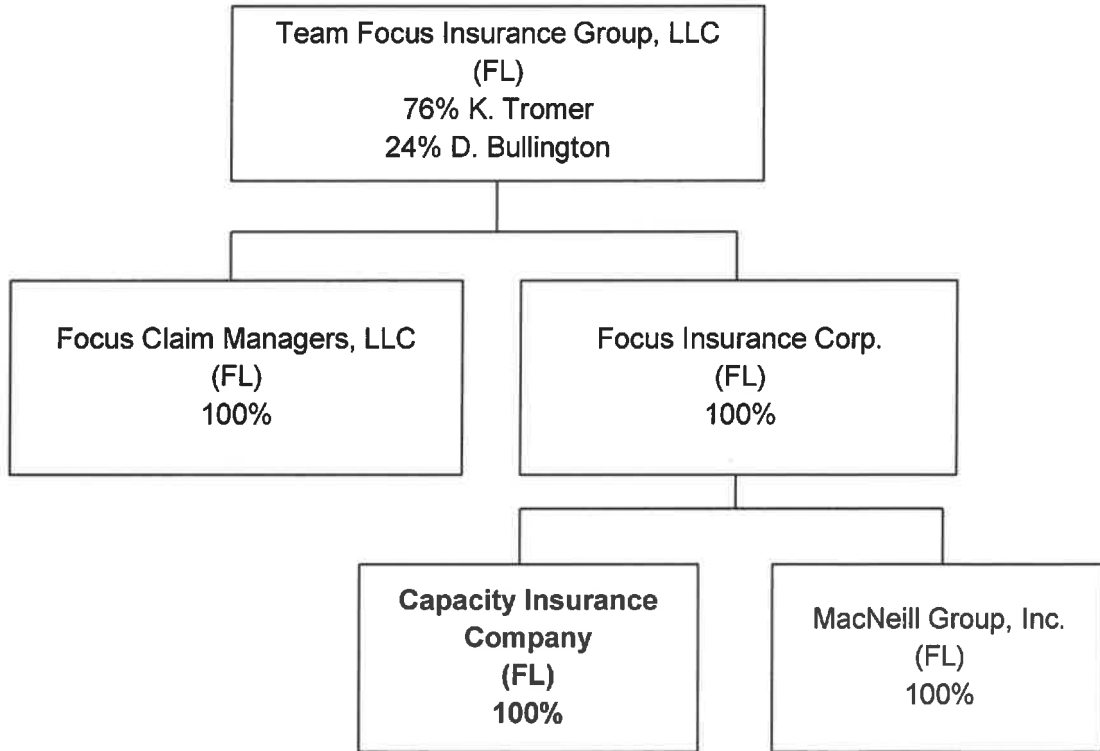 Team Focus Insurance Group, LLC
(FL)
76% K. Tromer
24% D. Bullington
Focus Claim Managers, LLC
(FL)
100%
Focus Insurance Corp.
(FL)
100%
Capacity Insurance
Company
(FL)
100%
MacNeill Group, Inc.
(FL)
100%